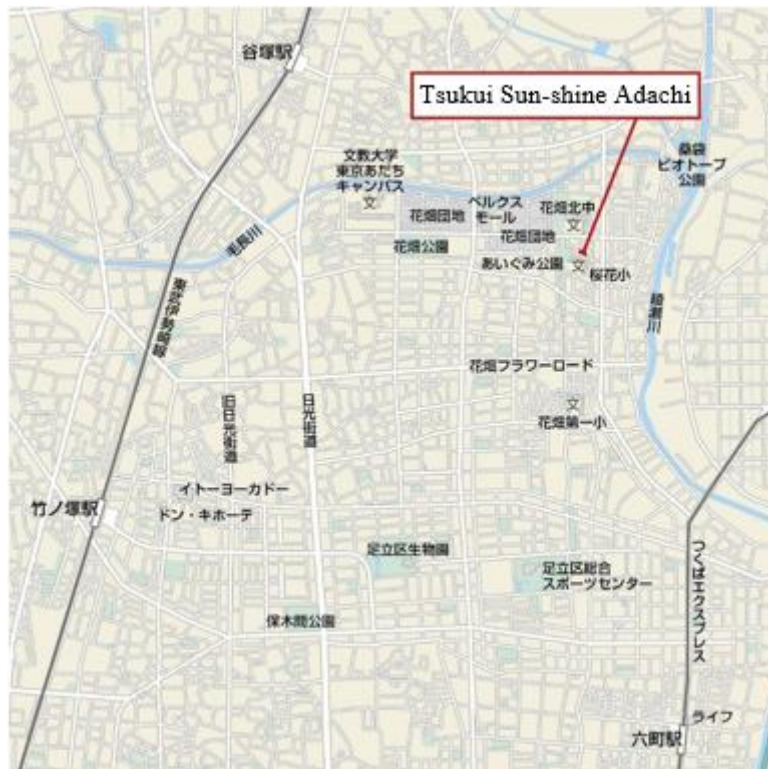 谷塚駅
Tsukui Sun-shine Adachi
文教大学
東京あだち
キャンパス
文
桑袋
ビオトープ
公園
花畑団地
ベルクス
モール
花畑北中
文
花畑団地
毛長川
花畑公園
あいぐみ公園
文
桜花小
東武伊勢崎線
綾瀬川
花畑フラワーロード
旧日光街道
日光街道
文
花畑第一小
イトーヨーカドー
竹ノ塚駅
ドン・キホーテ
足立区生物園
足立区総合
スポーツセンター
つくばエクスプレス
保木間公園
ライフ
六町駅